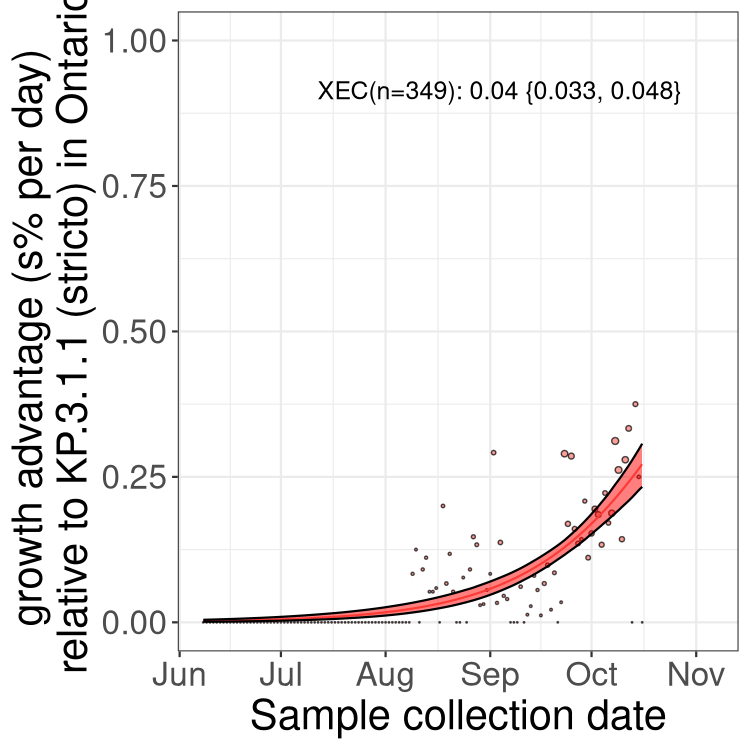 growth advantage (s% per day)
relative to KP.3.1.1 (stricto) in Ontario
1.00
0.75
0.50
0.25
0.00
XEC(n=349): 0.04 {0.033, 0.048}
Jun Jul Aug Sep Oct Nov
Sample collection date